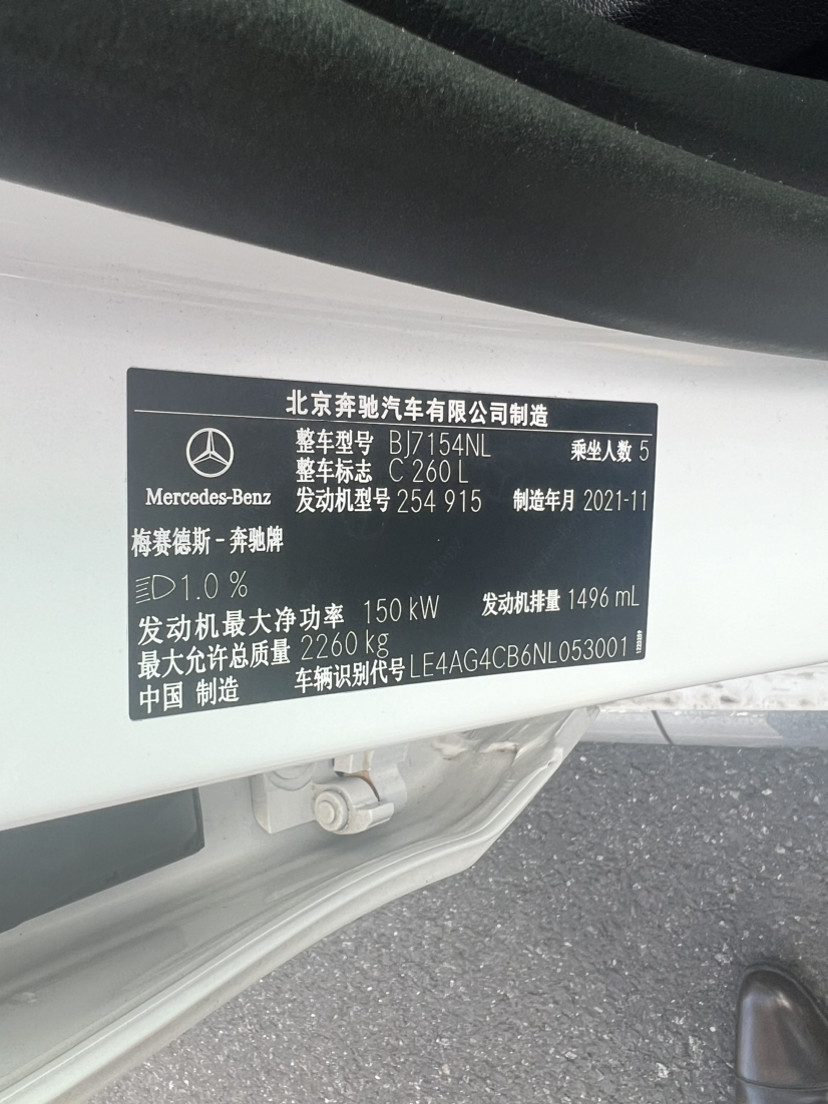 北京奔驰汽车有限公司制造
整车型号 BJ7154NL 乘坐人数 5
整车标志 C 260 L
Mercedes-Benz 发动机型号 254 915 制造年月 2021-11
梅赛德斯-奔驰牌
1.0 %
发动机最大净功率 150 kW 发动机排量 1496 mL
最大允许总质量 2260 kg
中国 制造 车辆识别代号 LE4AG4CB6NL053001